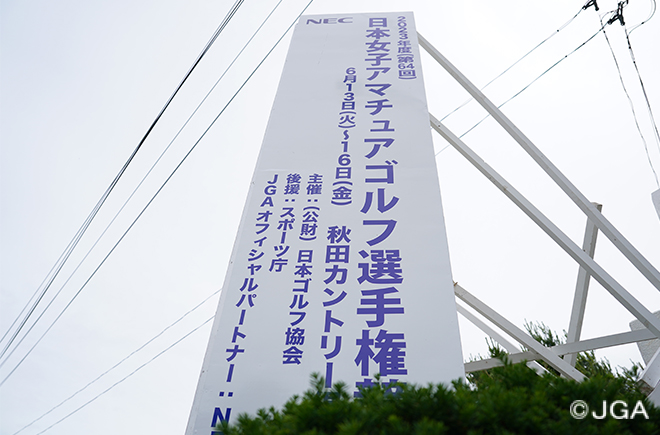 NEC
2023年度(第64回)
日本女子アマチュアゴルフ選手権
6月13日(火)~16日(金) 秋田カントリー
主催:(公財)日本ゴルフ協会
後援:スポーツ庁
JGAオフィシャルパートナー:N
©JGA